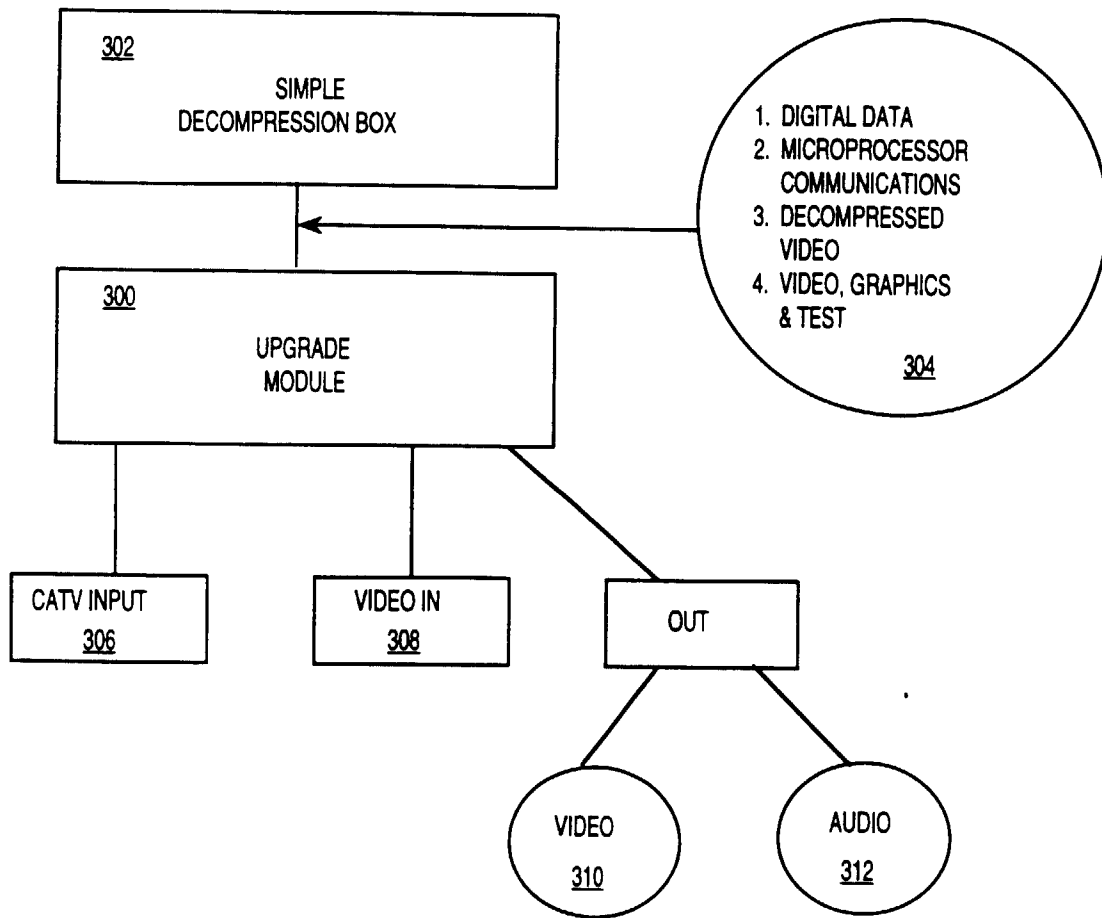 302
SIMPLE
DECOMPRESSION BOX
1. DIGITAL DATA
2. MICROPROCESSOR
COMMUNICATIONS
3. DECOMPRESSED
VIDEO
4. VIDEO, GRAPHICS
& TEST
304
300
UPGRADE
MODULE
CATV INPUT
306
VIDEO IN
308
OUT
VIDEO
310
AUDIO
312